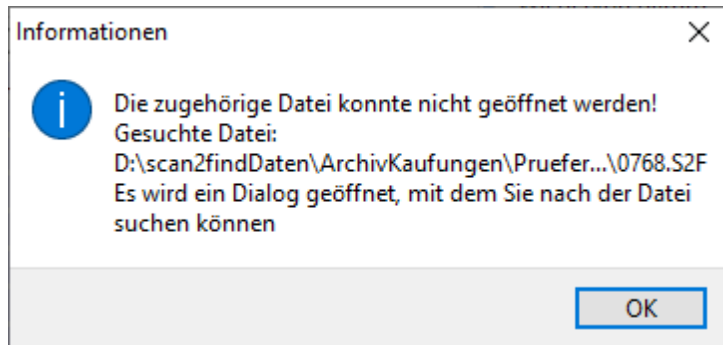 Informationen
Die zugehörige Datei konnte nicht geöffnet werden!
Gesuchte Datei:
D:\scan2findDaten\ArchivKaufungen\Pruefer...\0768.S2F
Es wird ein Dialog geöffnet, mit dem Sie nach der Datei
suchen können
OK